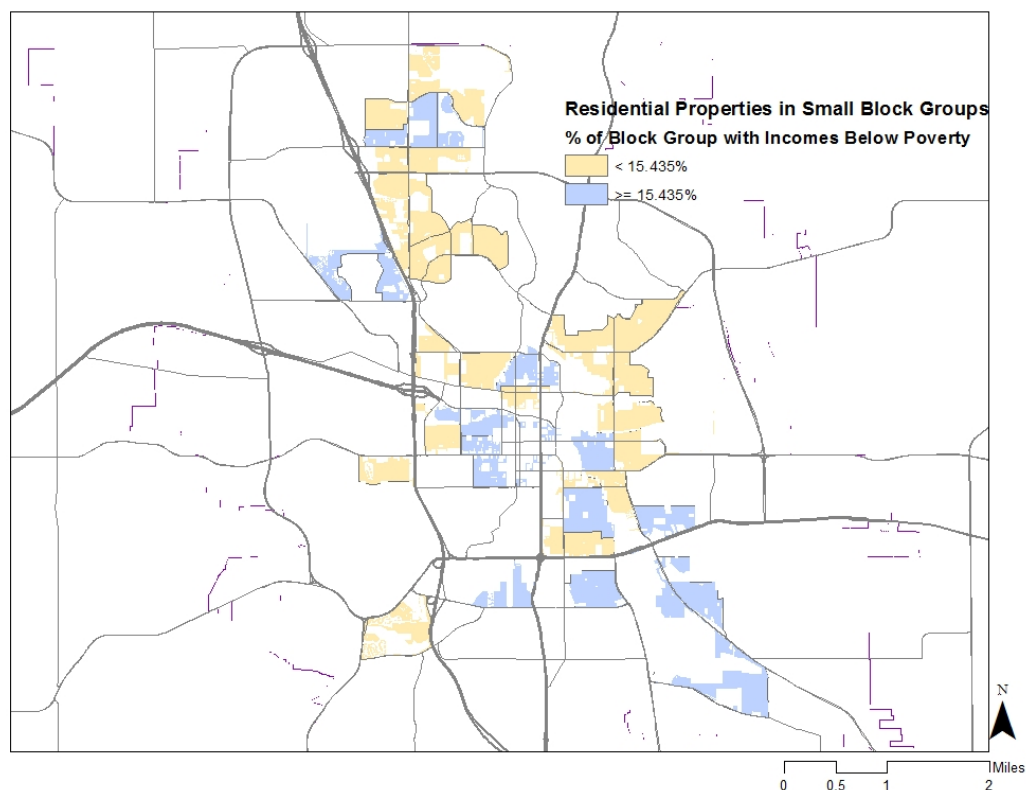 Residential Properties in Small Block Groups
% of Block Group with Incomes Below Poverty
< 15.435%
>= 15.435%
N
Miles
0 0.5 1 2